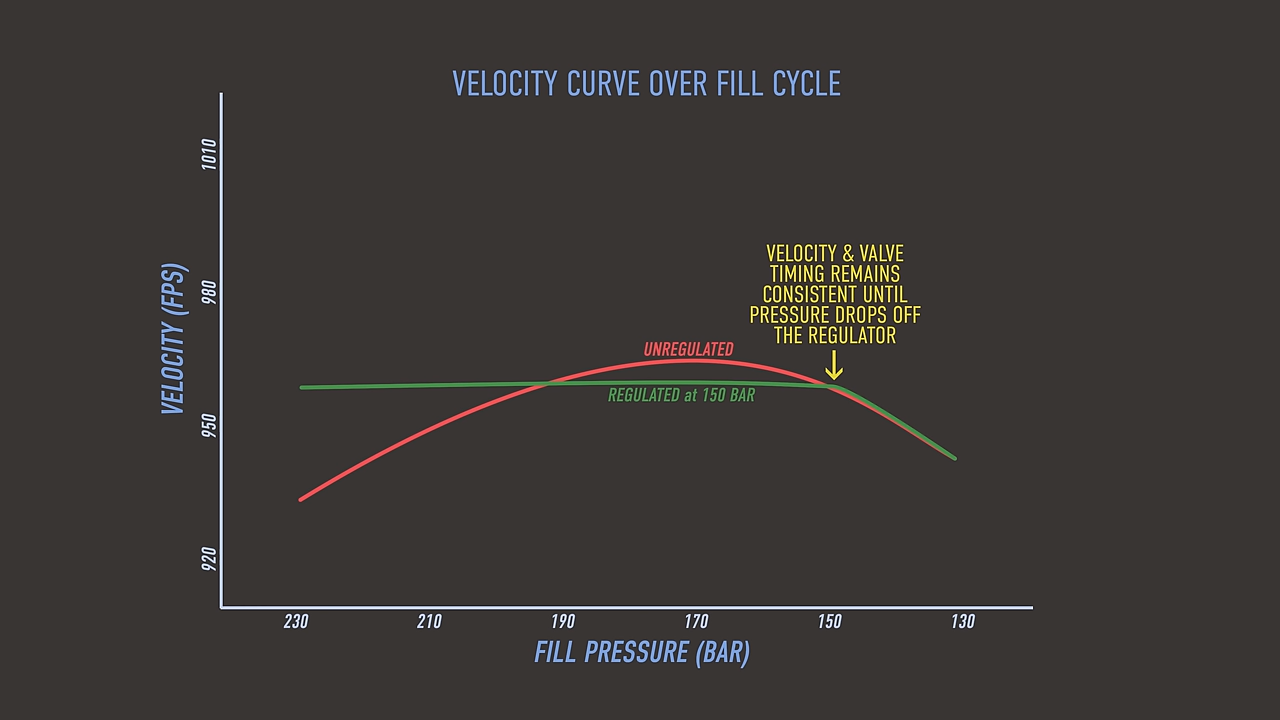 VELOCITY CURVE OVER FILL CYCLE
VELOCITY (FPS)
1010
980
950
920
VELOCITY & VALVE
TIMING REMAINS
CONSISTENT UNTIL
PRESSURE DROPS OFF
THE REGULATOR
UNREGULATED
REGULATED at 150 BAR
230 210 190 170 150 130
FILL PRESSURE (BAR)